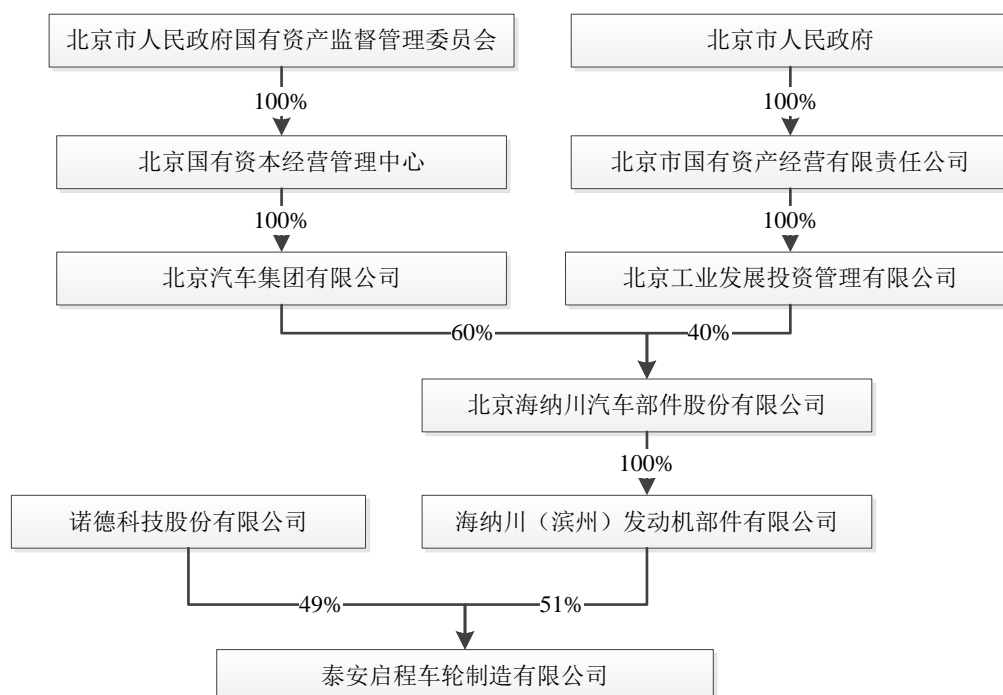 北京市人民政府国有资产监督管理委员会
北京市人民政府
100%
100%
北京国有资本经营管理中心
北京市国有资产经营有限责任公司
100%
100%
北京汽车集团有限公司
北京工业发展投资管理有限公司
60%
40%
北京海纳川汽车部件股份有限公司
100%
诺德科技股份有限公司
海纳川（滨州）发动机部件有限公司
49%
51%
泰安启程车轮制造有限公司